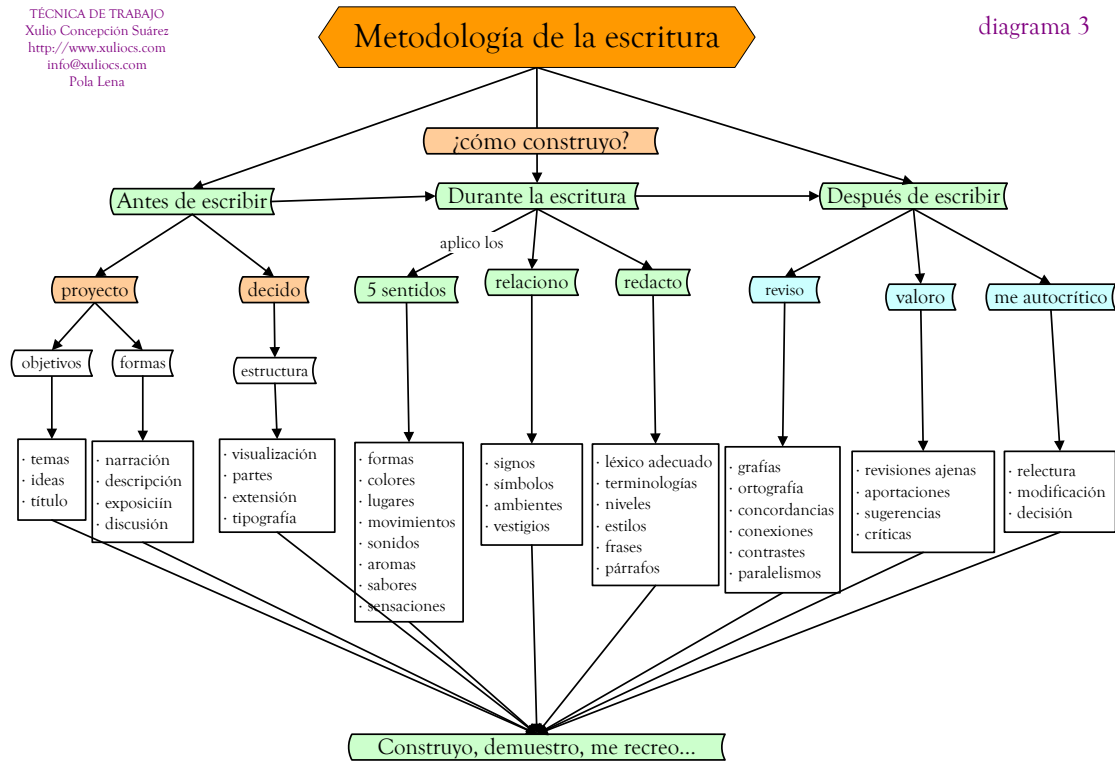 TÉCNICA DE TRABAJO
Xulio Concepción Suárez
http://www.xuliocs.com
info@xuliocs.com
Pola Lena
Metodología de la escritura
diagrama 3
¿cómo construyo?
Antes de escribir
Durante la escritura
Después de escribir
aplico los
proyecto
decido
5 sentidos
relaciono
redacto
reviso
valoro
me autocrítico
objetivos
formas
estructura
· temas
· ideas
· título
· narración
· descripción
· exposiciín
· discusión
· visualización
· partes
· extensión
· tipografía
· formas
· colores
· lugares
· movimientos
· sonidos
· aromas
· sabores
· sensaciones
· signos
· símbolos
· ambientes
· vestigios
· léxico adecuado
· terminologías
· niveles
· estilos
· frases
· párrafos
· grafías
· ortografía
· concordancias
· conexiones
· contrastes
· paralelismos
· revisiones ajenas
· aportaciones
· sugerencias
· críticas
· relectura
· modificación
· decisión
Construyo, demuestro, me recreo...